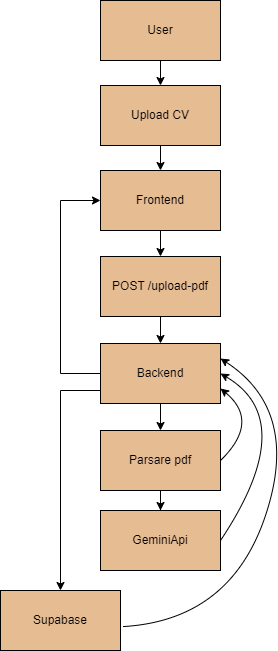 User
Upload CV
Frontend
POST /upload-pdf
Backend
Parsare pdf
GeminiApi
Supabase